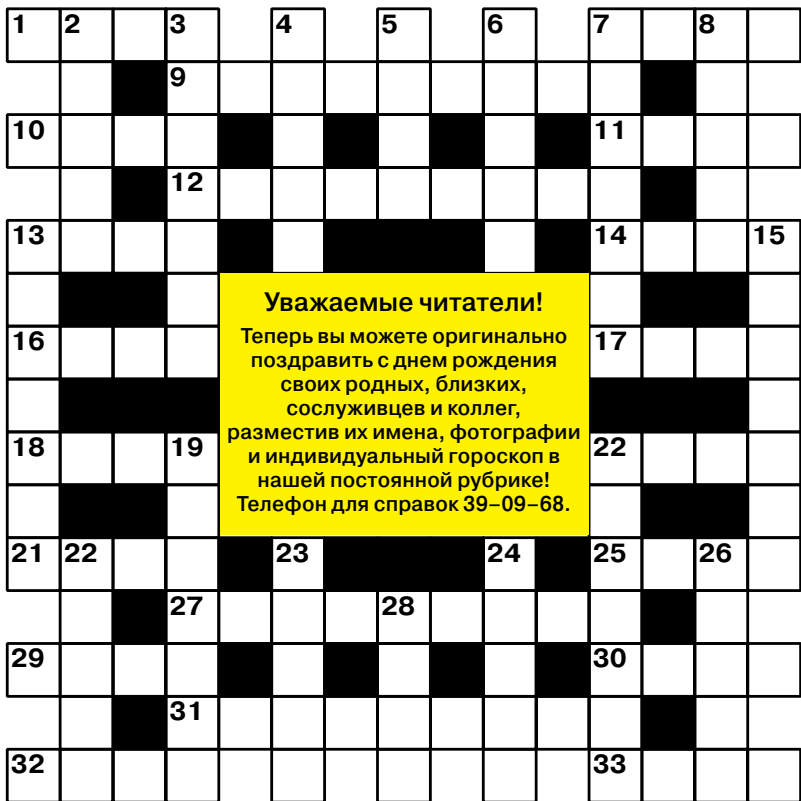 1 2 3 4 5 6 7 8
9
10 11
12
13 14 15
Уважаемые читатели!
Теперь вы можете оригинально
поздравить с днем рождения
своих родных, близких,
сослуживцев и коллег,
разместив их имена, фотографии
и индивидуальный гороскоп в
нашей постоянной рубрике!
Телефон для справок 39–09–68.
16 17
18 19 22
21 22 23 24 25 26
27 28
29 30
31
32 33